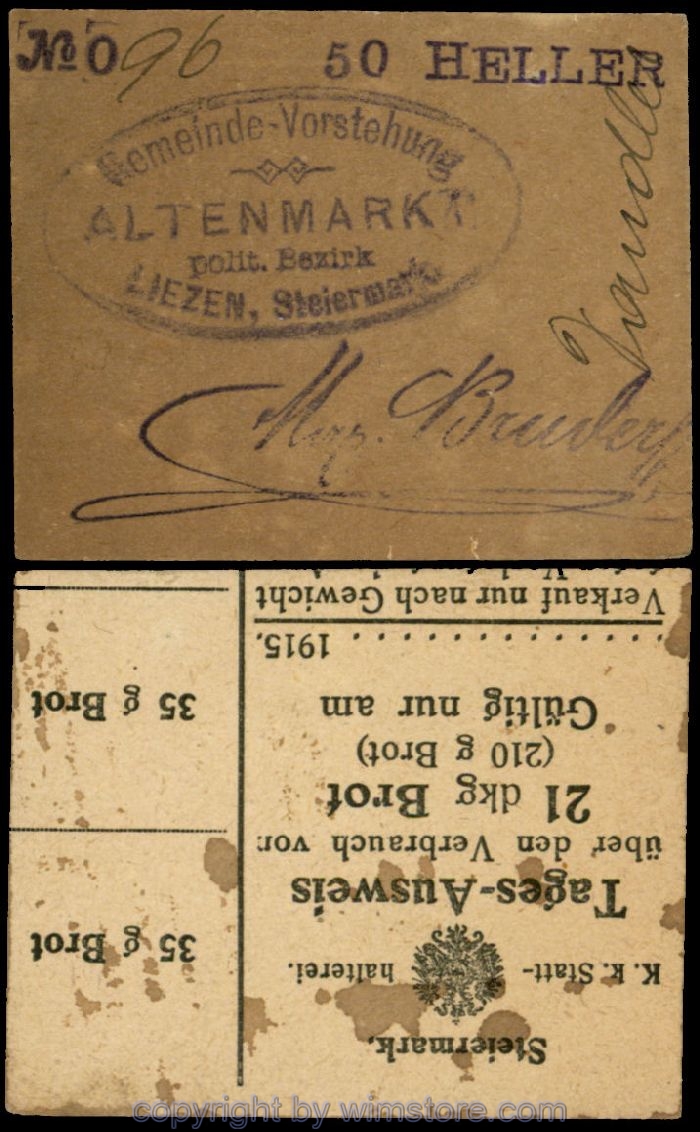 № 096
50 HELLER
Gemeinde-Vorstehung
ALTENMARKT
polit. Bezirk
LIEZEN, Steiermark
Steiermark.
K. k. Statt-halterei.
Tages-Ausweis
über den Verbrauch von
21 dkg Brot
(210 g Brot)
Gültig nur am
. . . . . . . . . . . . . . 1915.
Verkauf nur nach Gewicht
35 g Brot
35 g Brot
copyright by wimstore.com